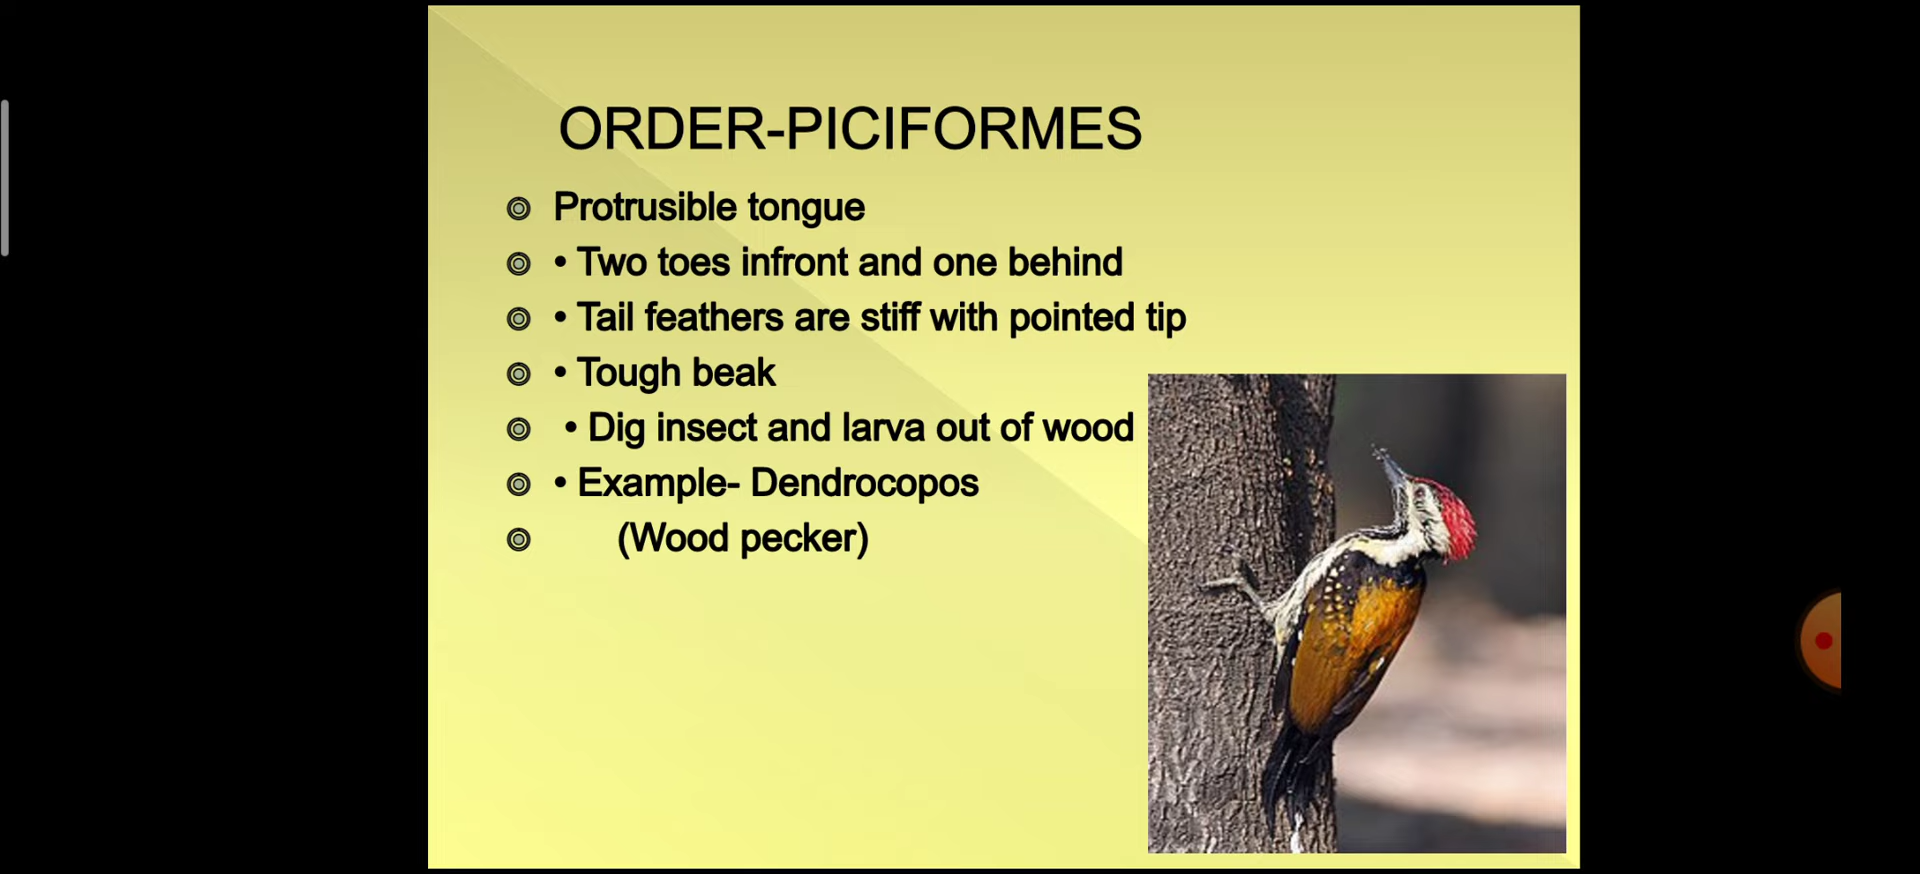 ORDER-PICIFORMES
Protrusible tongue
• Two toes infront and one behind
• Tail feathers are stiff with pointed tip
• Tough beak
• Dig insect and larva out of wood
• Example- Dendrocopos
(Wood pecker)